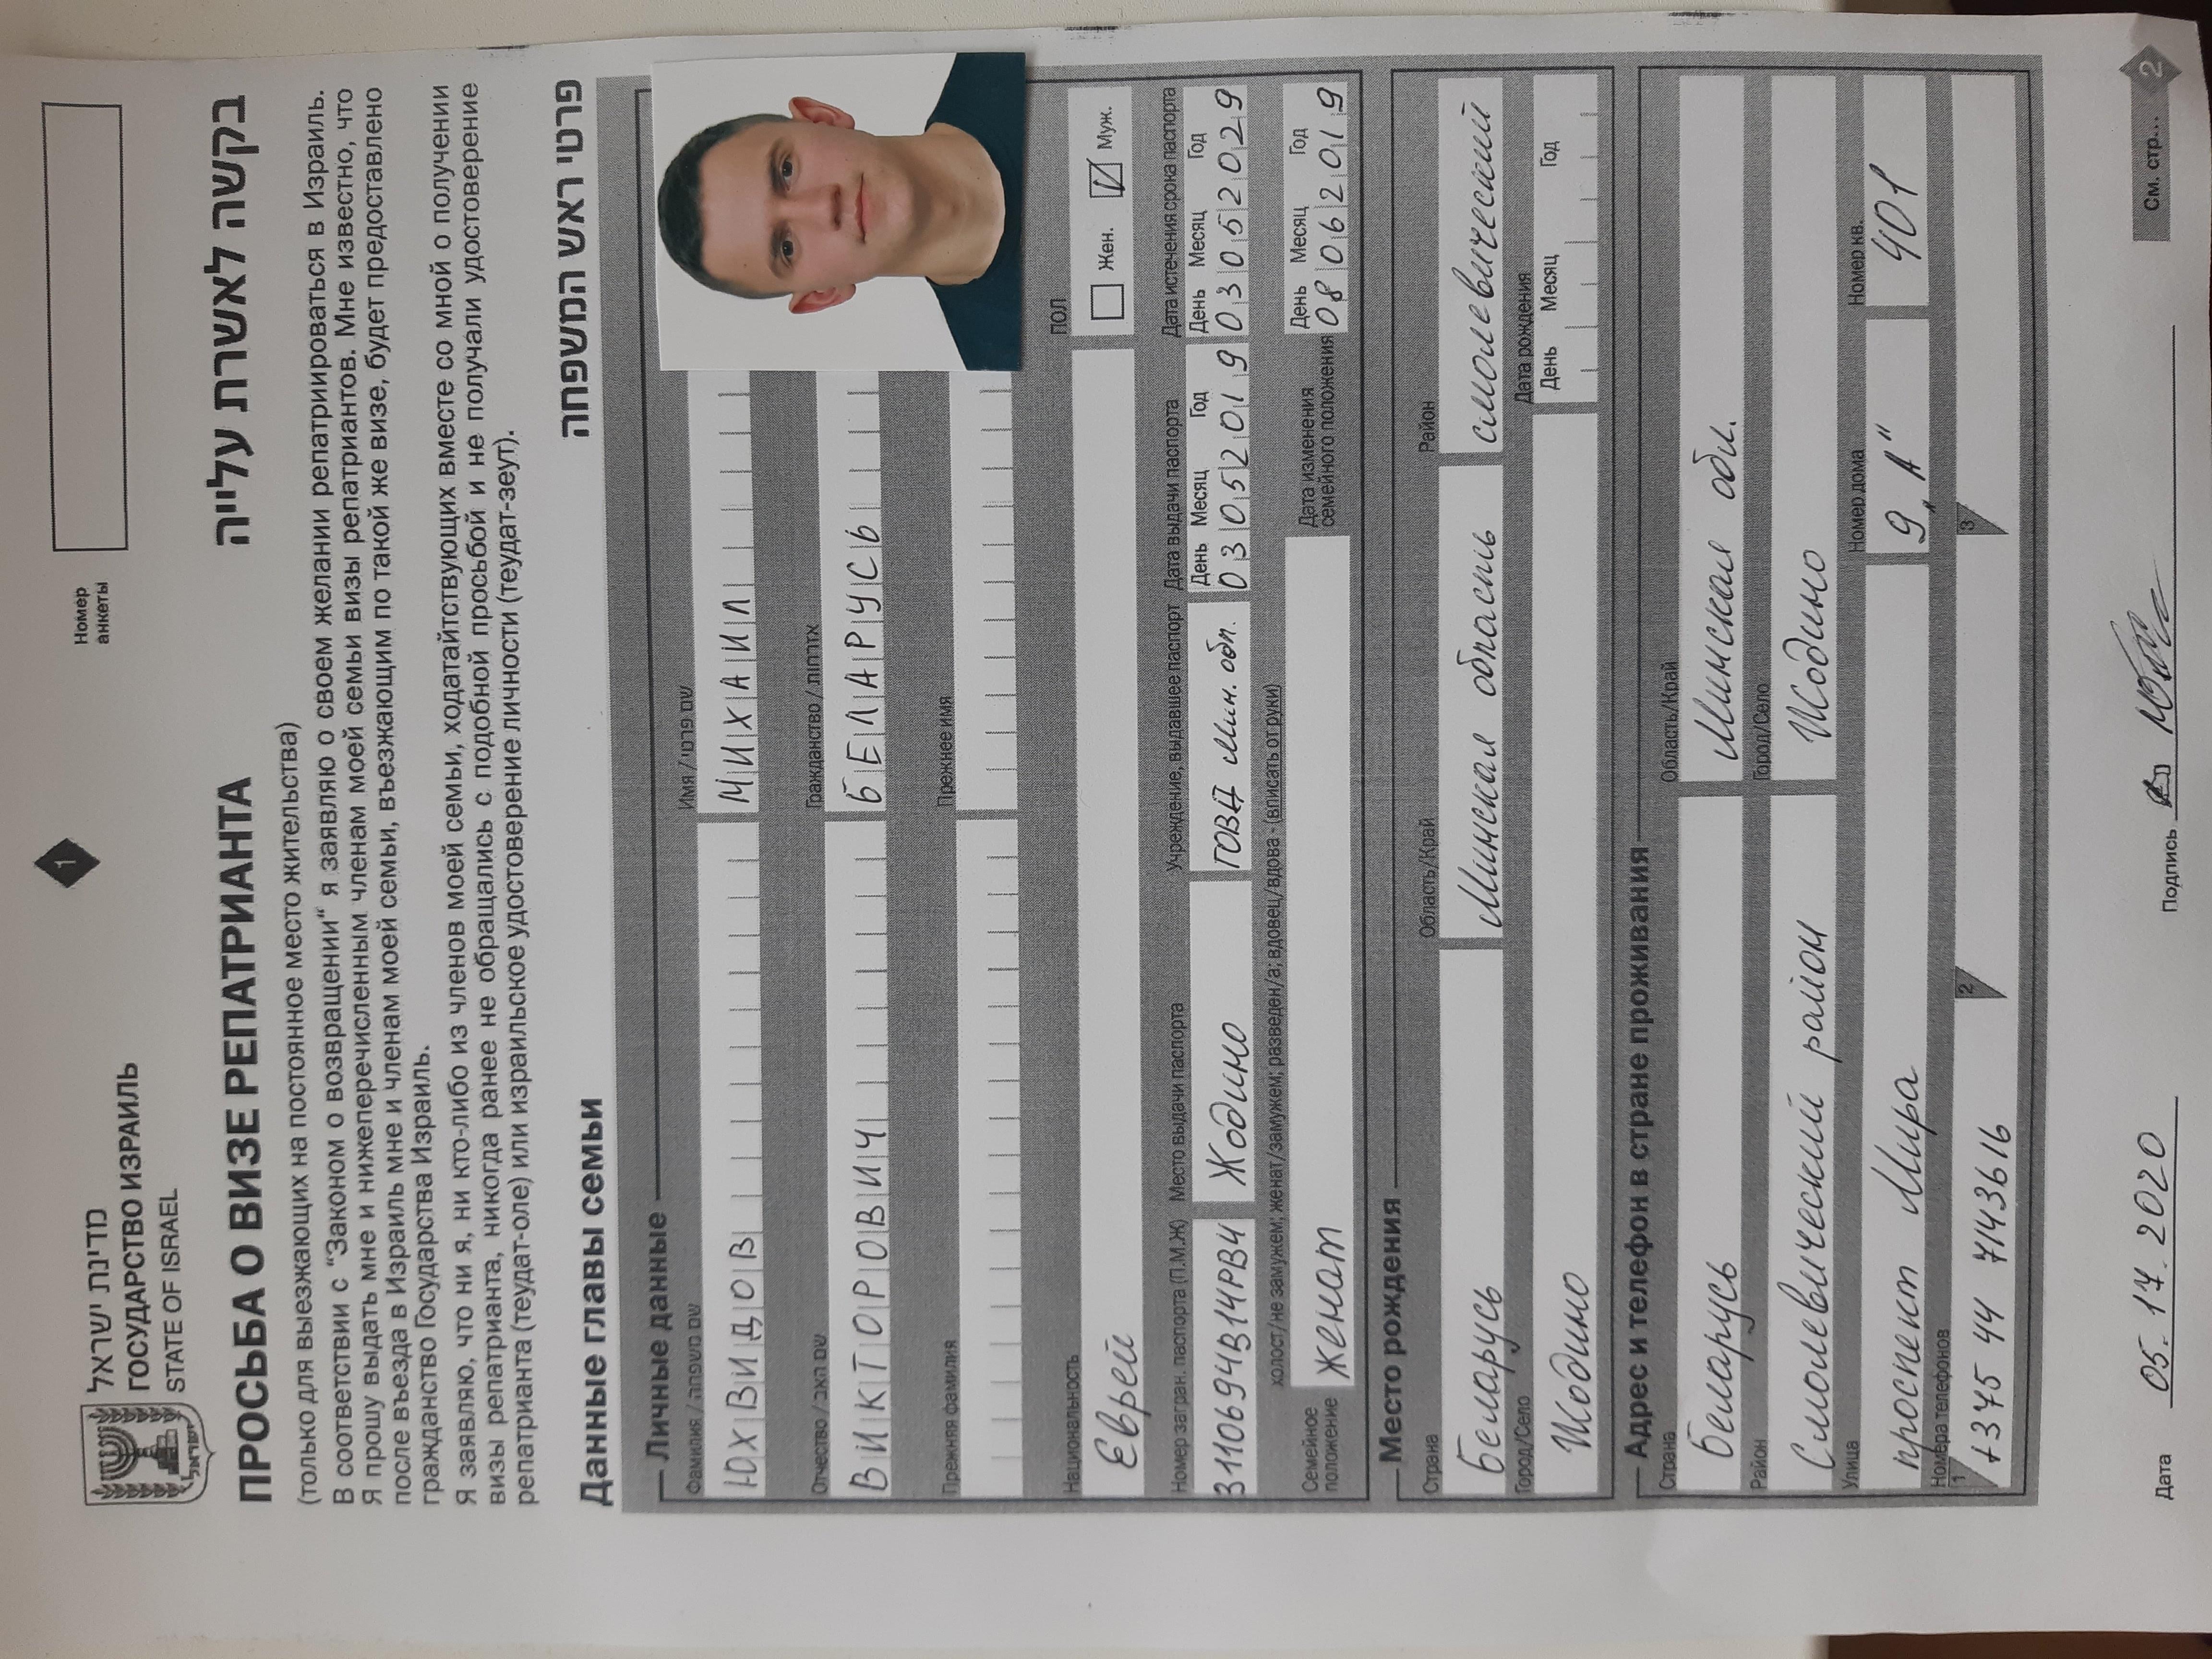 1
Номер
анкеты
מדינת ישראל
ГОСУДАРСТВО ИЗРАИЛЬ
STATE OF ISRAEL
ישראל
ПРОСЬБА О ВИЗЕ РЕПАТРИАНТА
בקשה לאשרת עלייה
(только для выезжающих на постоянное место жительства)
В соответствии с “Законом о возвращении“ я заявляю о своем желании репатриироваться в Израиль.
Я прошу выдать мне и нижеперечисленным членам моей семьи визы репатриантов. Мне известно, что
после въезда в Израиль мне и членам моей семьи, въезжающим по такой же визе, будет предоставлено
гражданство Государства Израиль.
Я заявляю, что ни я, ни кто-либо из членов моей семьи, ходатайтствующих вместе со мной о получении
визы репатрианта, никогда ранее не обращались с подобной просьбой и не получали удостоверение
репатрианта (теудат-оле) или израильское удостоверение личности (теудат-зеут).
Данные главы семьи
פרטי ראש המשפחה
Личные данные
Фамилия / שם משפחה
Имя / שם פרטי
ЮХВИДОВ
МИХАИЛ
Отчество / שם האב
Гражданство / אזרחות
ВИКТОРОВИЧ
БЕЛАРУСЬ
Прежняя фамилия
Прежнее имя
Национальность
ПОЛ
Еврей
Жен.
Муж.
Номер загран. паспорта (П.М.Ж)
Место выдачи паспорта
Учреждение, выдавшее паспорт
Дата выдачи паспорта
Дата истечения срока паспорта
День Месяц Год
День Месяц Год
3110694В14РВ4
Жодино
ГОВД Мин. обл.
03052019
03052029
холост/не замужем; женат/замужем; разведен/а; вдовец/вдова - (вписать от руки)
Семейное
положение
женат
Дата изменения
семейного положения
День Месяц Год
08062019
Место рождения
Страна
Область/Край
Район
Беларусь
Минская область
смолевический
Город/Село
Дата рождения
День Месяц Год
Жодино
Адрес и телефон в стране проживания
Страна
Область/Край
Беларусь
Минская обл.
Район
Город/Село
Смолевический район
Жодино
Улица
Номер дома
Номер кв.
проспект Мира
9„А“
401
Номера телефонов
1
+375 44 7143616
2
3
Дата
05.17.2020
Подпись
См. стр...
2